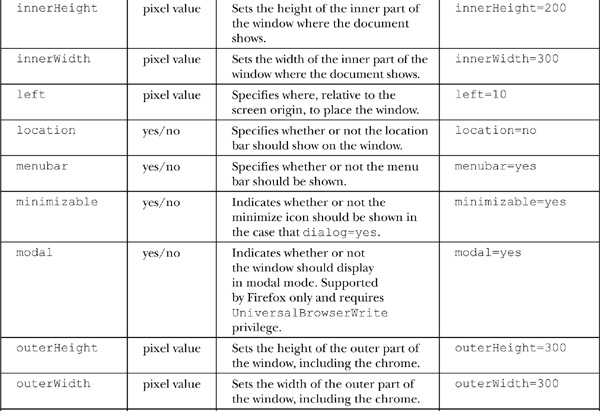 innerHeight pixel value Sets the height of the inner part of innerHeight=200
the window where the document
shows.
innerWidth pixel value Sets the width of the inner part of the innerWidth=300
window where the document shows.
left pixel value Specifies where, relative to the left=10
screen origin, to place the window.
location yes/no Specifies whether or not the location location=no
bar should show on the window.
menubar yes/no Specifies whether or not the menu menubar=yes
bar should be shown.
minimizable yes/no Indicates whether or not the minimizable=yes
minimize icon should be shown in
the case that dialog=yes.
modal yes/no Indicates whether or not modal=yes
the window should display
in modal mode. Supported
by Firefox only and requires
UniversalBrowserWrite
privilege.
outerHeight pixel value Sets the height of the outer part of outerHeight=300
the window, including the chrome.
outerWidth pixel value Sets the width of the outer part of outerWidth=300
the window, including the chrome.